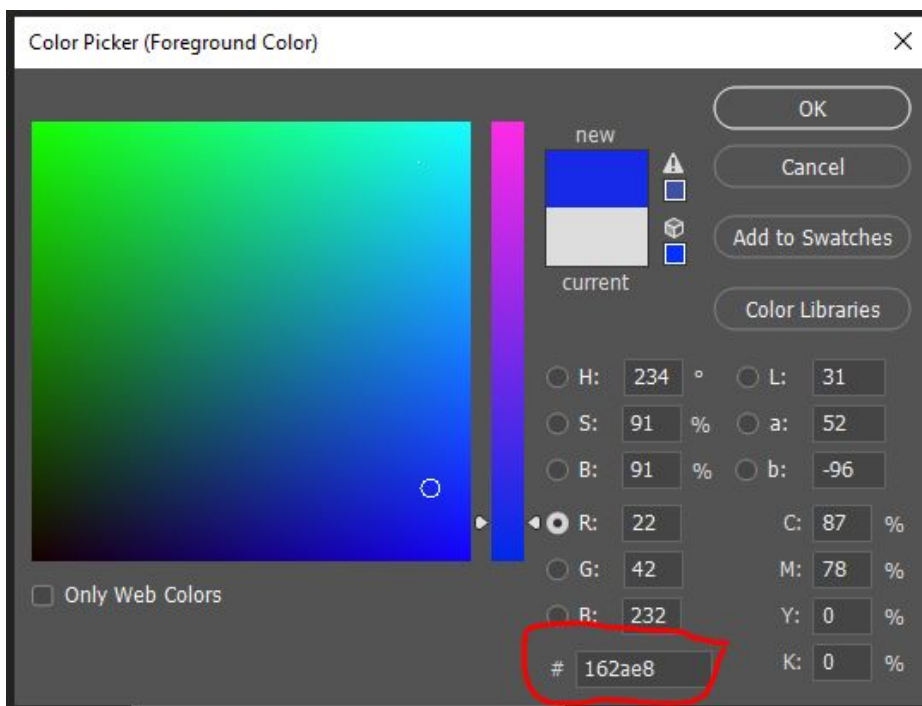 Color Picker (Foreground Color)
new
current
OK
Cancel
Add to Swatches
Color Libraries
H: 234 °
S: 91 %
B: 91 %
R: 22
G: 42
B: 232
# 162ae8
L: 31
a: 52
b: -96
C: 87 %
M: 78 %
Y: 0 %
K: 0 %
Only Web Colors